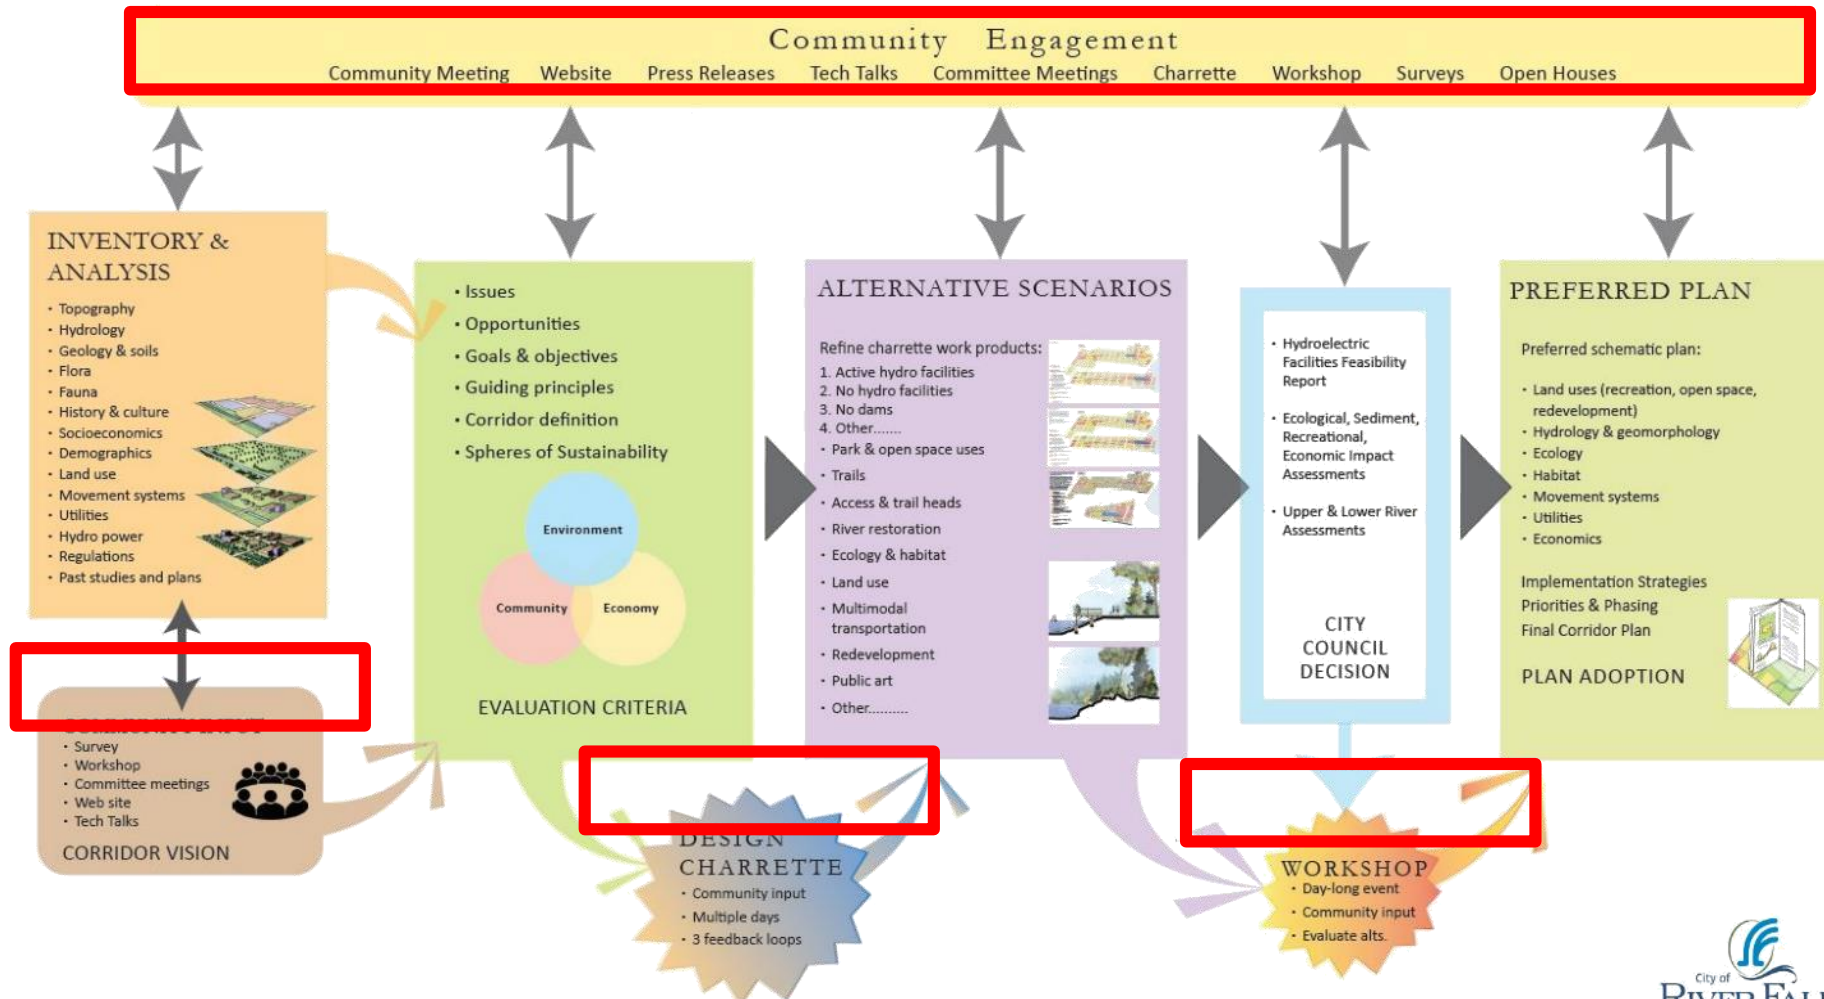 Community Engagement
Community Meeting Website Press Releases Tech Talks Committee Meetings Charrette Workshop Surveys Open Houses
INVENTORY &
ANALYSIS
• Topography
• Hydrology
• Geology & soils
• Flora
• Fauna
• History & culture
• Socioeconomics
• Demographics
• Land use
• Movement systems
• Utilities
• Hydro power
• Regulations
• Past studies and plans
• Survey
• Workshop
• Committee meetings
• Web site
• Tech Talks
CORRIDOR VISION
• Issues
• Opportunities
• Goals & objectives
• Guiding principles
• Corridor definition
• Spheres of Sustainability
Environment
Community
Economy
EVALUATION CRITERIA
DESIGN
CHARRETTE
• Community input
• Multiple days
• 3 feedback loops
ALTERNATIVE SCENARIOS
Refine charrette work products:
1. Active hydro facilities
2. No hydro facilities
3. No dams
4. Other.......
• Park & open space uses
• Trails
• Access & trail heads
• River restoration
• Ecology & habitat
• Land use
• Multimodal
transportation
• Redevelopment
• Public art
• Other..........
• Hydroelectric
Facilities Feasibility
Report
• Ecological, Sediment,
Recreational,
Economic Impact
Assessments
• Upper & Lower River
Assessments
CITY
COUNCIL
DECISION
WORKSHOP
• Day-long event
• Community input
• Evaluate alts.
PREFERRED PLAN
Preferred schematic plan:
• Land uses (recreation, open space,
redevelopment)
• Hydrology & geomorphology
• Ecology
• Habitat
• Movement systems
• Utilities
• Economics
Implementation Strategies
Priorities & Phasing
Final Corridor Plan
PLAN ADOPTION
City of
RIVER FALL